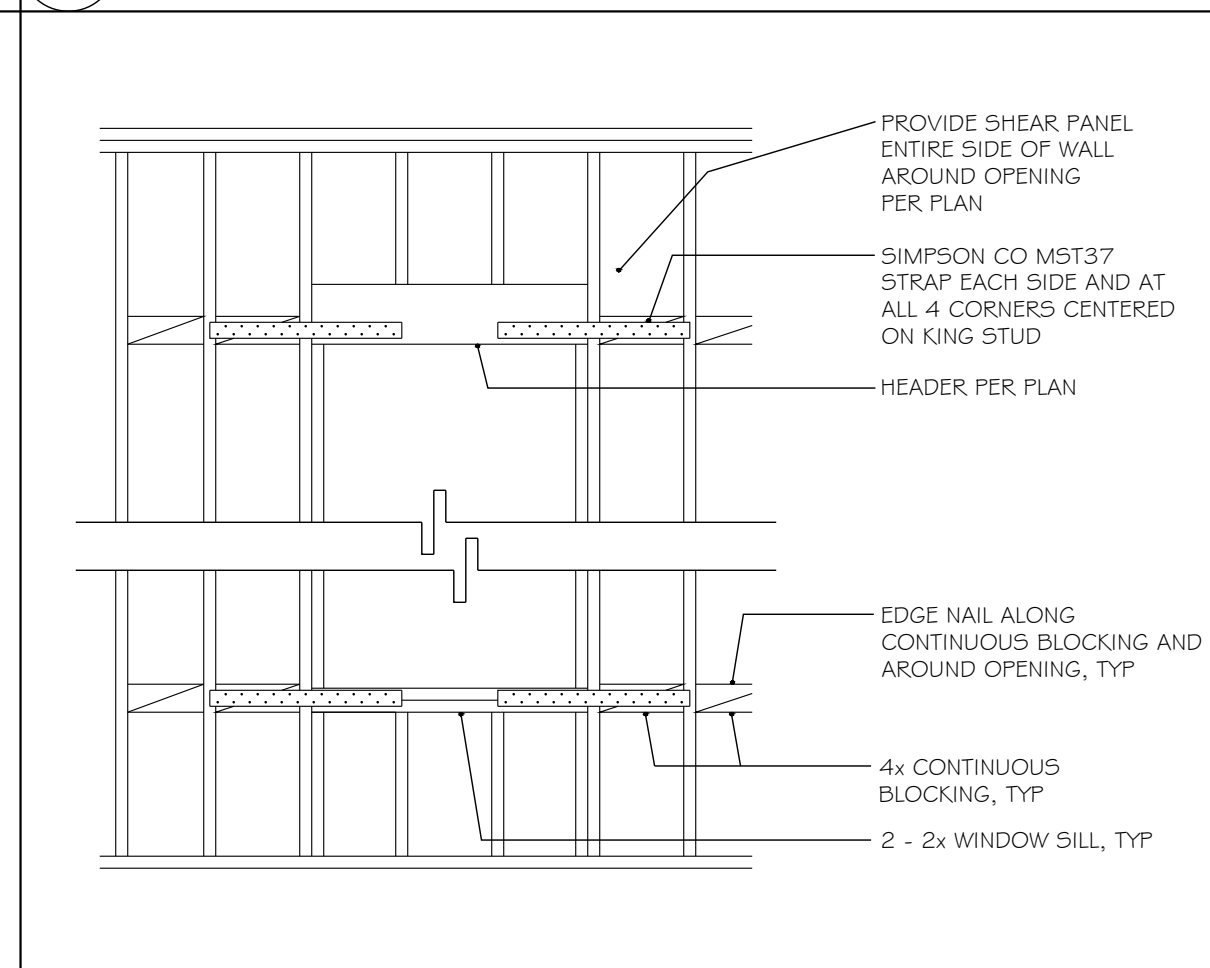 PROVIDE SHEAR PANEL
ENTIRE SIDE OF WALL
AROUND OPENING
PER PLAN
SIMPSON CO MST37
STRAP EACH SIDE AND AT
ALL 4 CORNERS CENTERED
ON KING STUD
HEADER PER PLAN
EDGE NAIL ALONG
CONTINUOUS BLOCKING AND
AROUND OPENING, TYP
4x CONTINUOUS
BLOCKING, TYP
2 - 2x WINDOW SILL, TYP